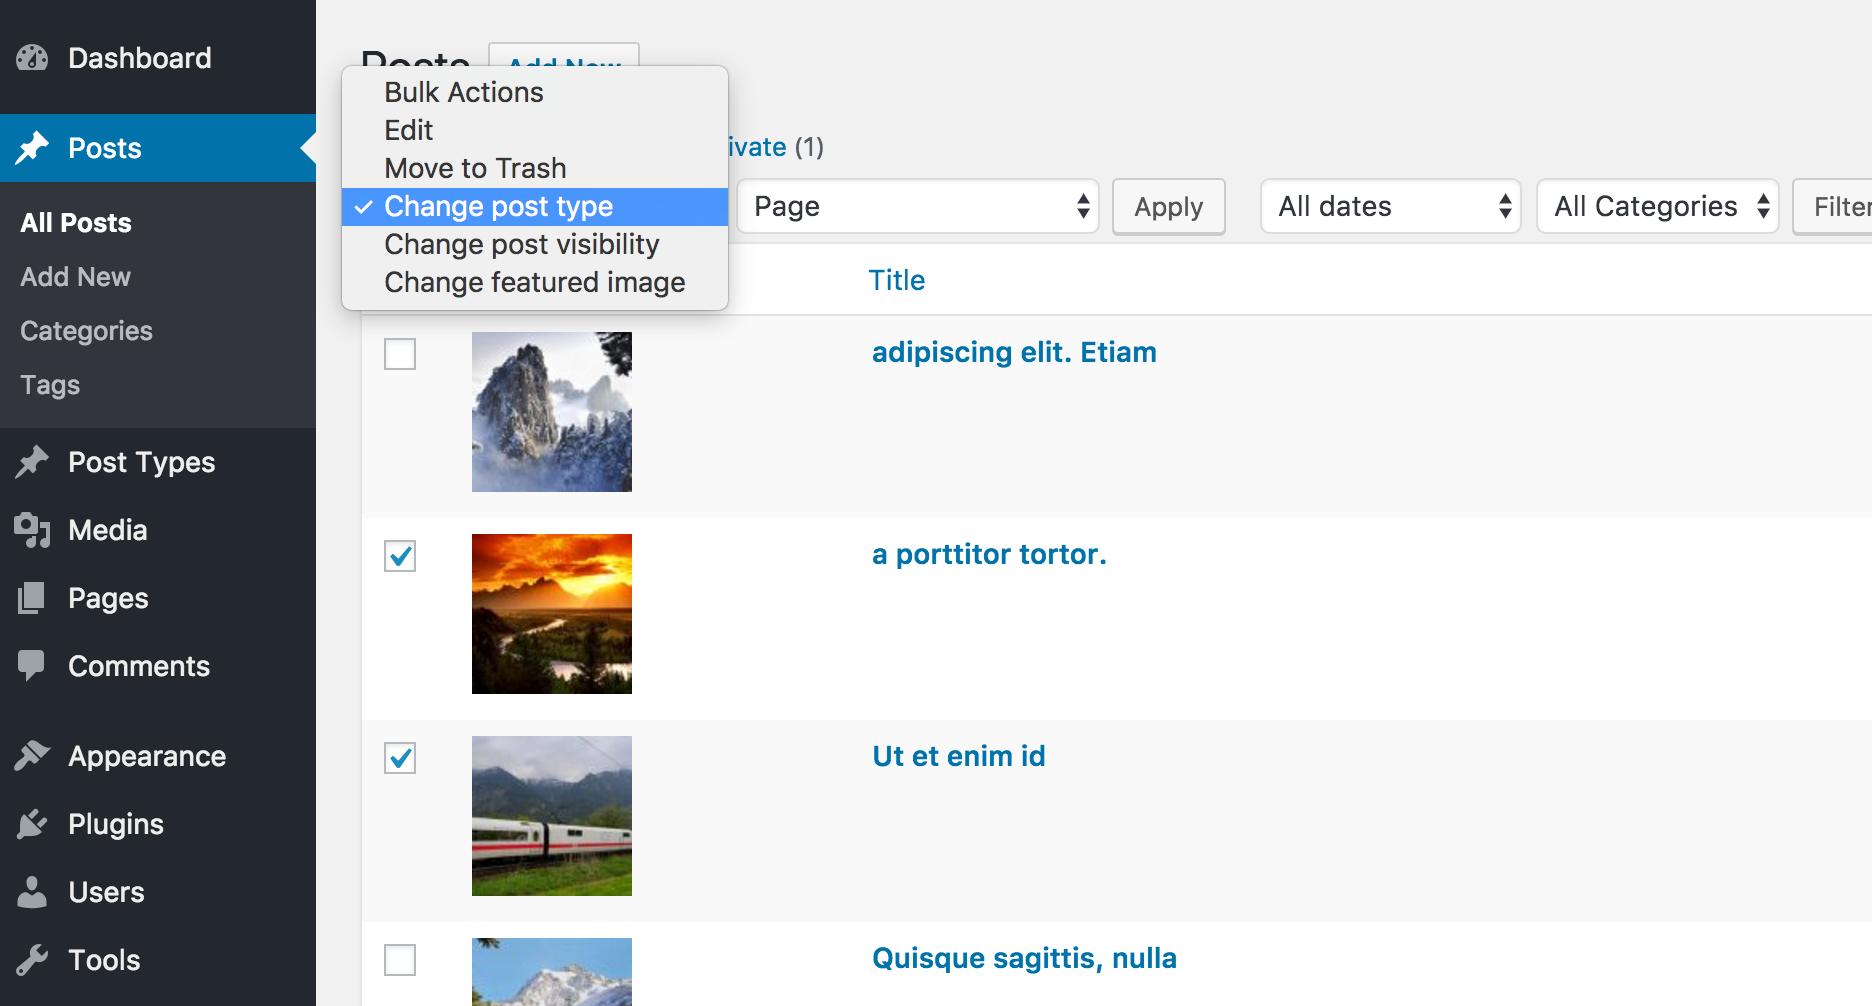 Dashboard
Posts
All Posts
Add New
Categories
Tags
Post Types
Media
Pages
Comments
Appearance
Plugins
Users
Tools
Posts Add New
Bulk Actions
Edit
Move to Trash
Change post type
Change post visibility
Change featured image
ivate (1)
Page Apply All dates All Categories Filter
Title
adipiscing elit. Etiam
a porttitor tortor.
Ut et enim id
Quisque sagittis, nulla